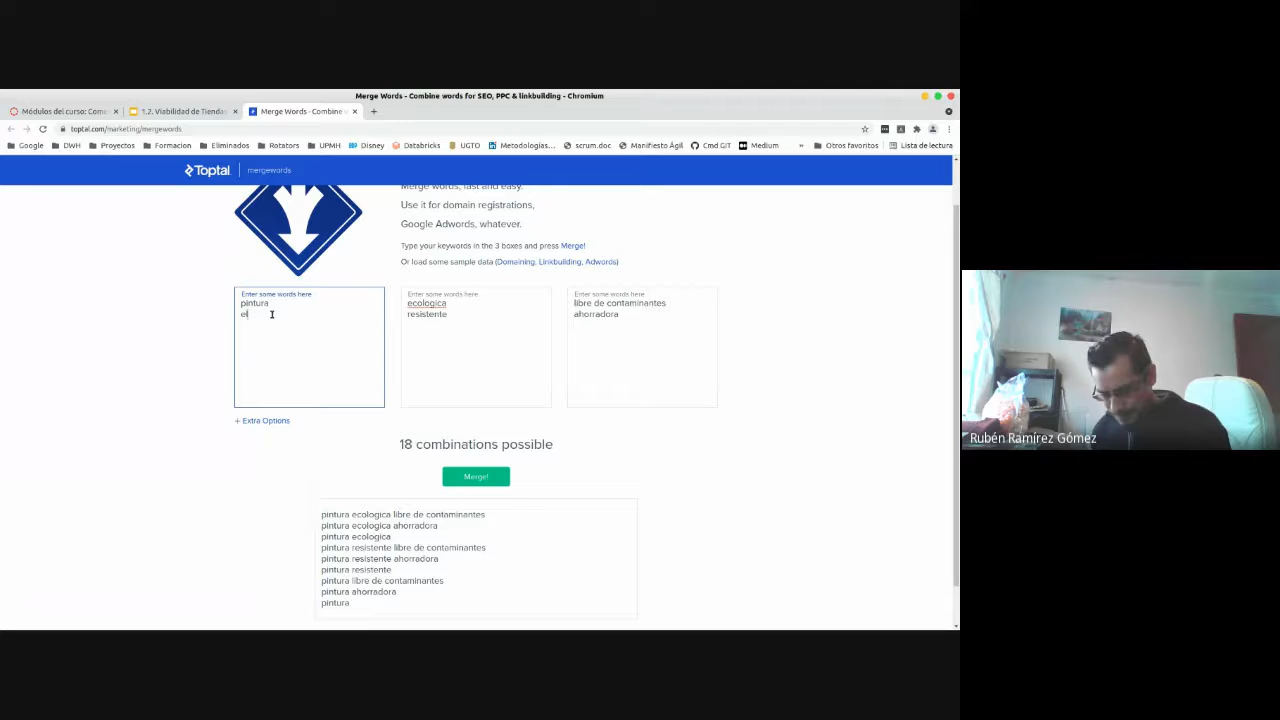 Merge Words - Combine words for SEO, PPC & linkbuilding - Chromium
Módulos del curso: Come
1.2. Viabilidad de Tiendas
Merge Words - Combine v
toptal.com/marketing/mergewords
Google
DWH
Proyectos
Formacion
Eliminados
Rotators
UPMH
Disney
Databricks
UGTO
Metodologías...
scrum.doc
Manifiesto Ágil
Cmd GIT
Medium
»
Otros favoritos
Lista de lectura
Toptal
mergewords
Merge words, fast and easy.
Use it for domain registrations,
Google Adwords, whatever.
Type your keywords in the 3 boxes and press Merge!
Or load some sample data (Domaining, Linkbuilding, Adwords)
Enter some words here
pintura
el
Enter some words here
ecologica
resistente
Enter some words here
libre de contaminantes
ahorradora
+ Extra Options
18 combinations possible
Merge!
pintura ecologica libre de contaminantes
pintura ecologica ahorradora
pintura ecologica
pintura resistente libre de contaminantes
pintura resistente ahorradora
pintura resistente
pintura libre de contaminantes
pintura ahorradora
pintura
Rubén Ramírez Gómez